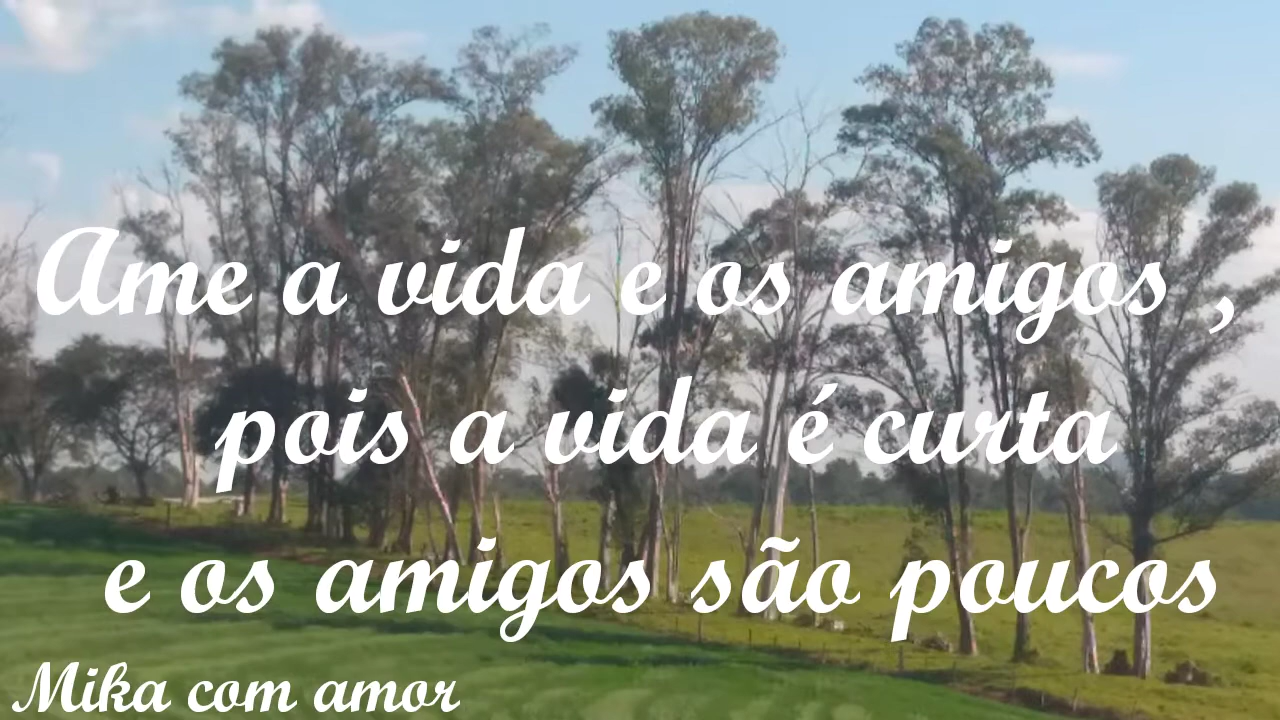 Ame a vida e os amigos ,
pois a vida é curta
e os amigos são poucos
Mika com amor